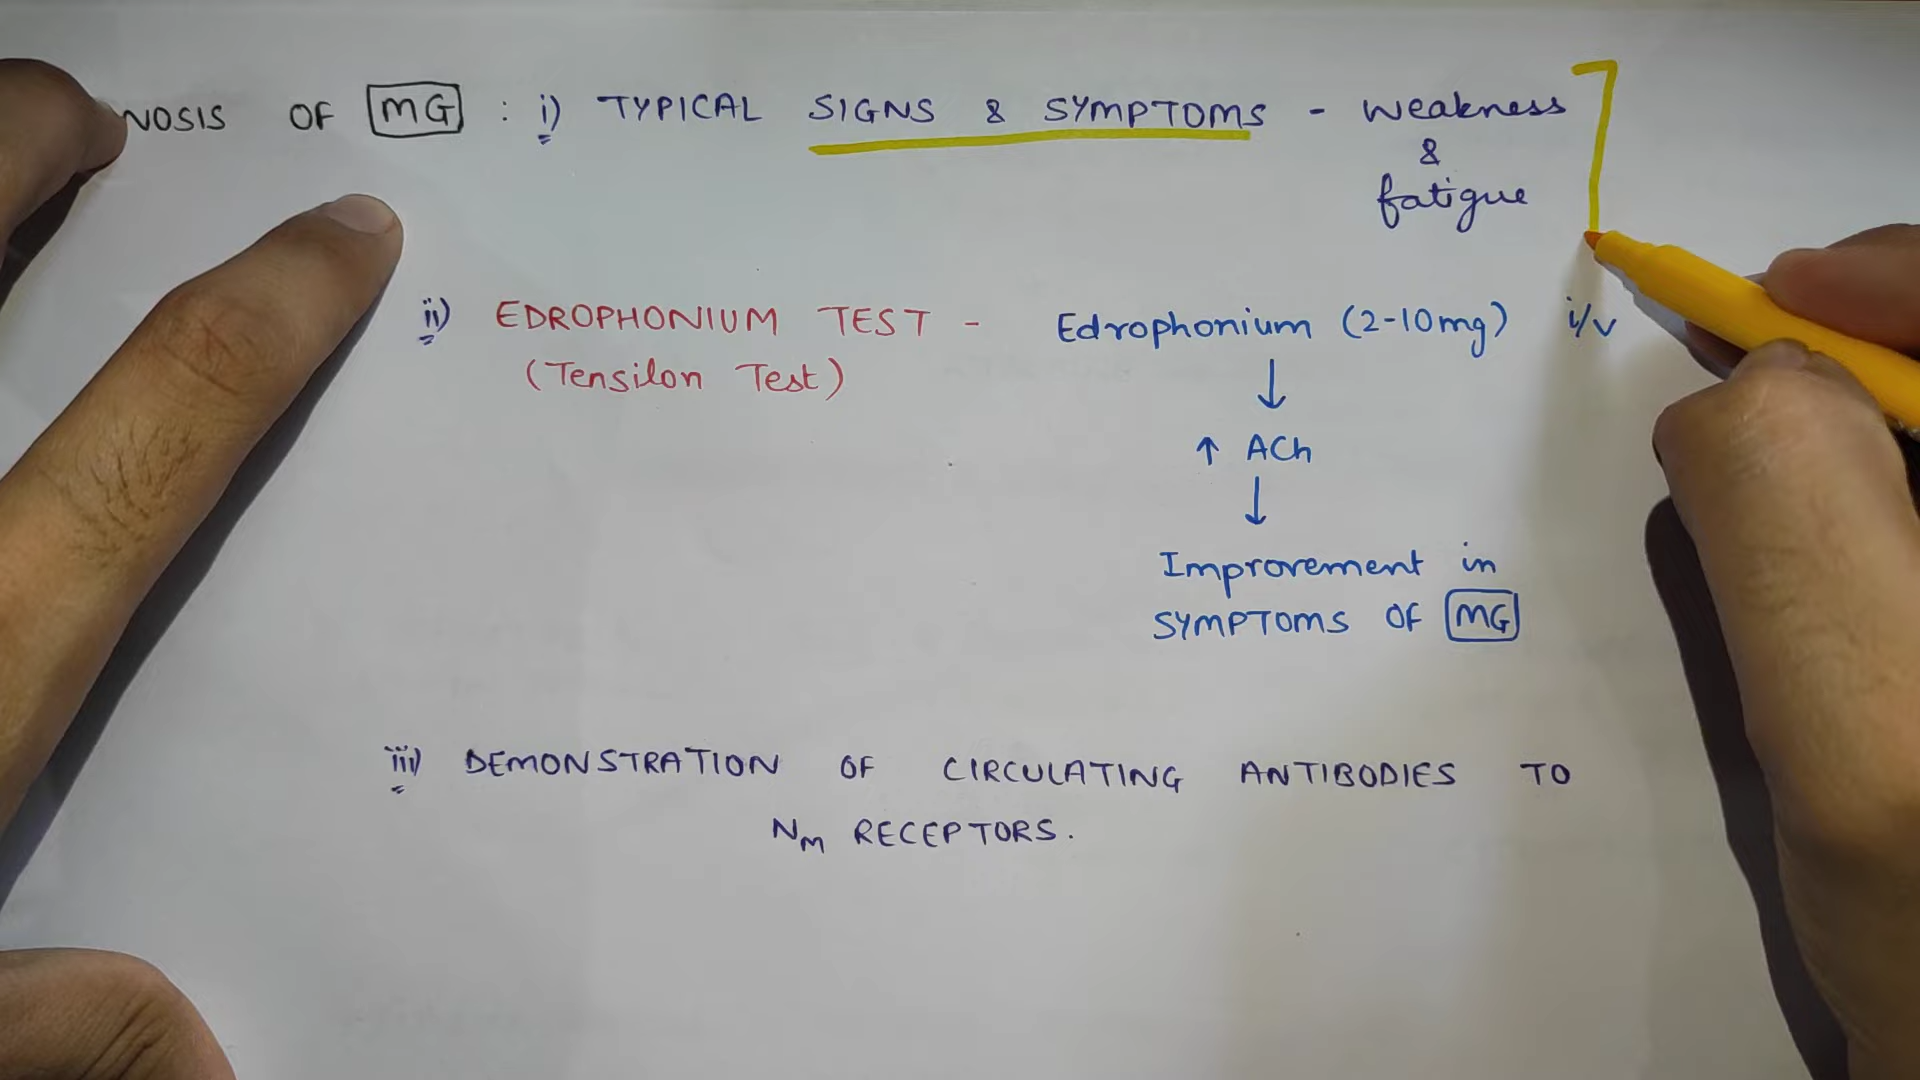 NOSIS OF MG : i) TYPICAL SIGNS & SYMPTOMS - Weakness
&
fatigue
ii) EDROPHONIUM TEST - Edrophonium (2-10mg) i/v
(Tensilon Test)
↓
↑ ACh
↓
Improvement in
SYMPTOMS OF MG
iii) DEMONSTRATION OF CIRCULATING ANTIBODIES TO
NM RECEPTORS.